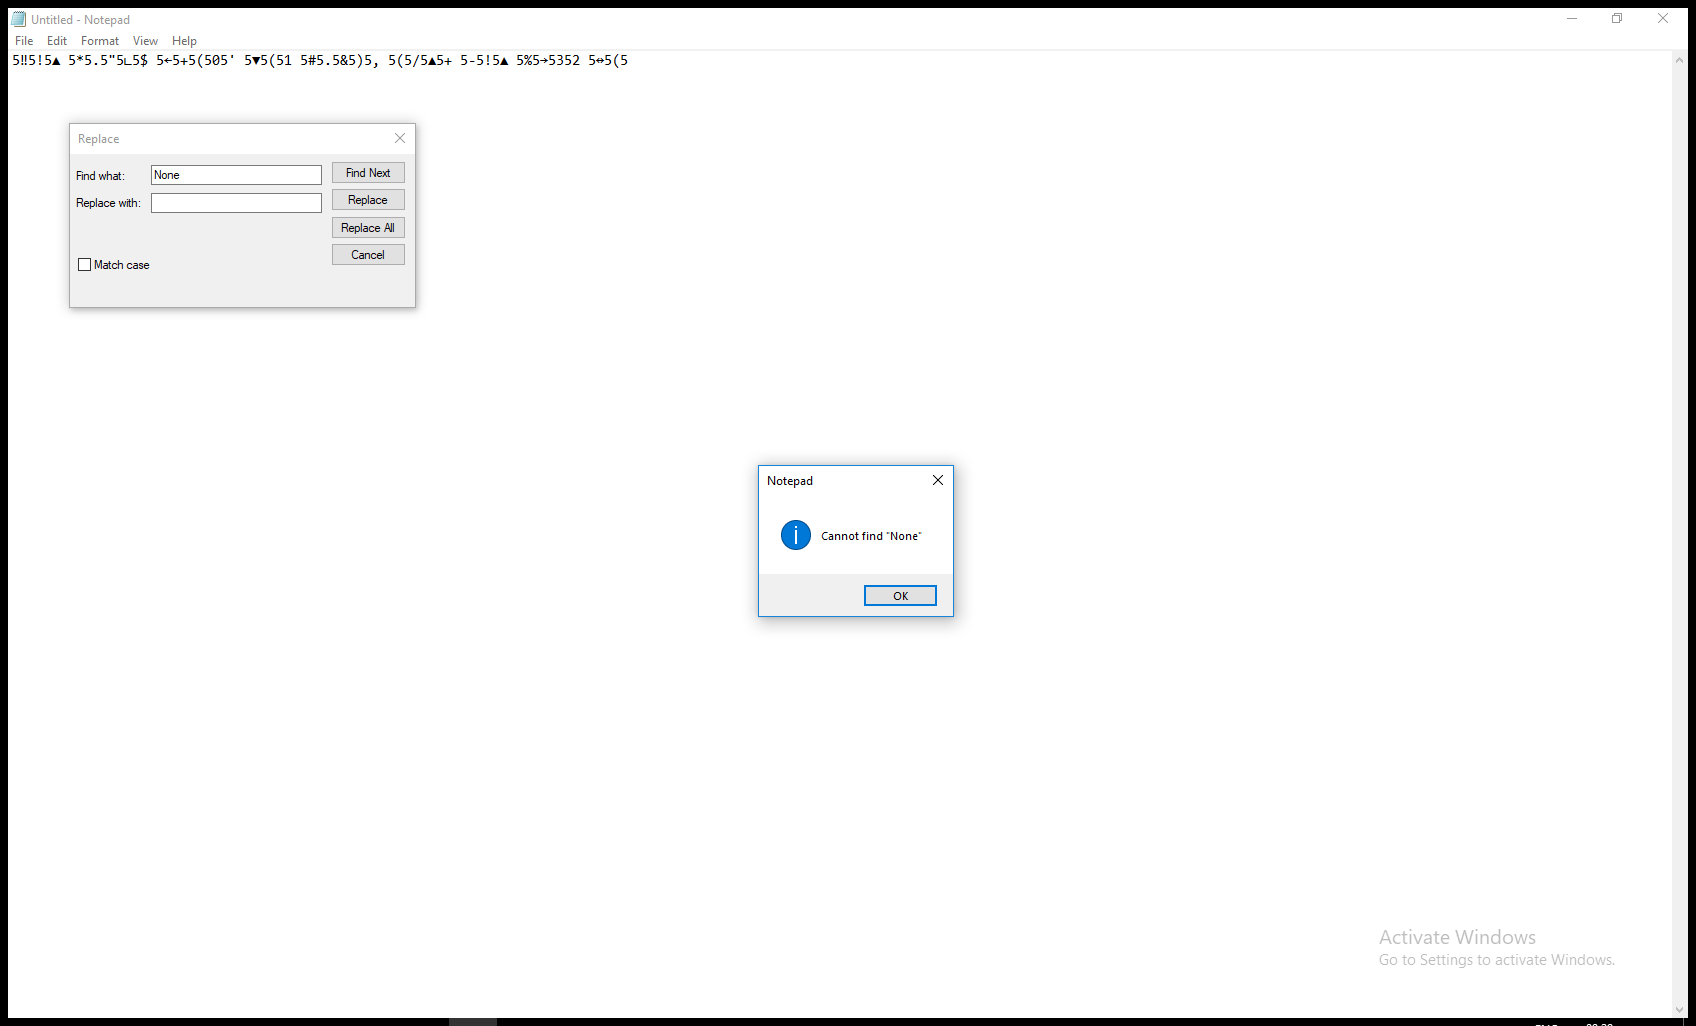 Untitled - Notepad
File Edit Format View Help
5‼5!5▲ 5*5.5"5∟5$ 5←5+5(505' 5▼5(51 5#5.5&5)5, 5(5/5▲5+ 5-5!5▲ 5%5→5352 5↔5(5
Replace
Find what: None
Find Next
Replace with:
Replace
Replace All
Cancel
Match case
Notepad
Cannot find "None"
OK
Activate Windows
Go to Settings to activate Windows.